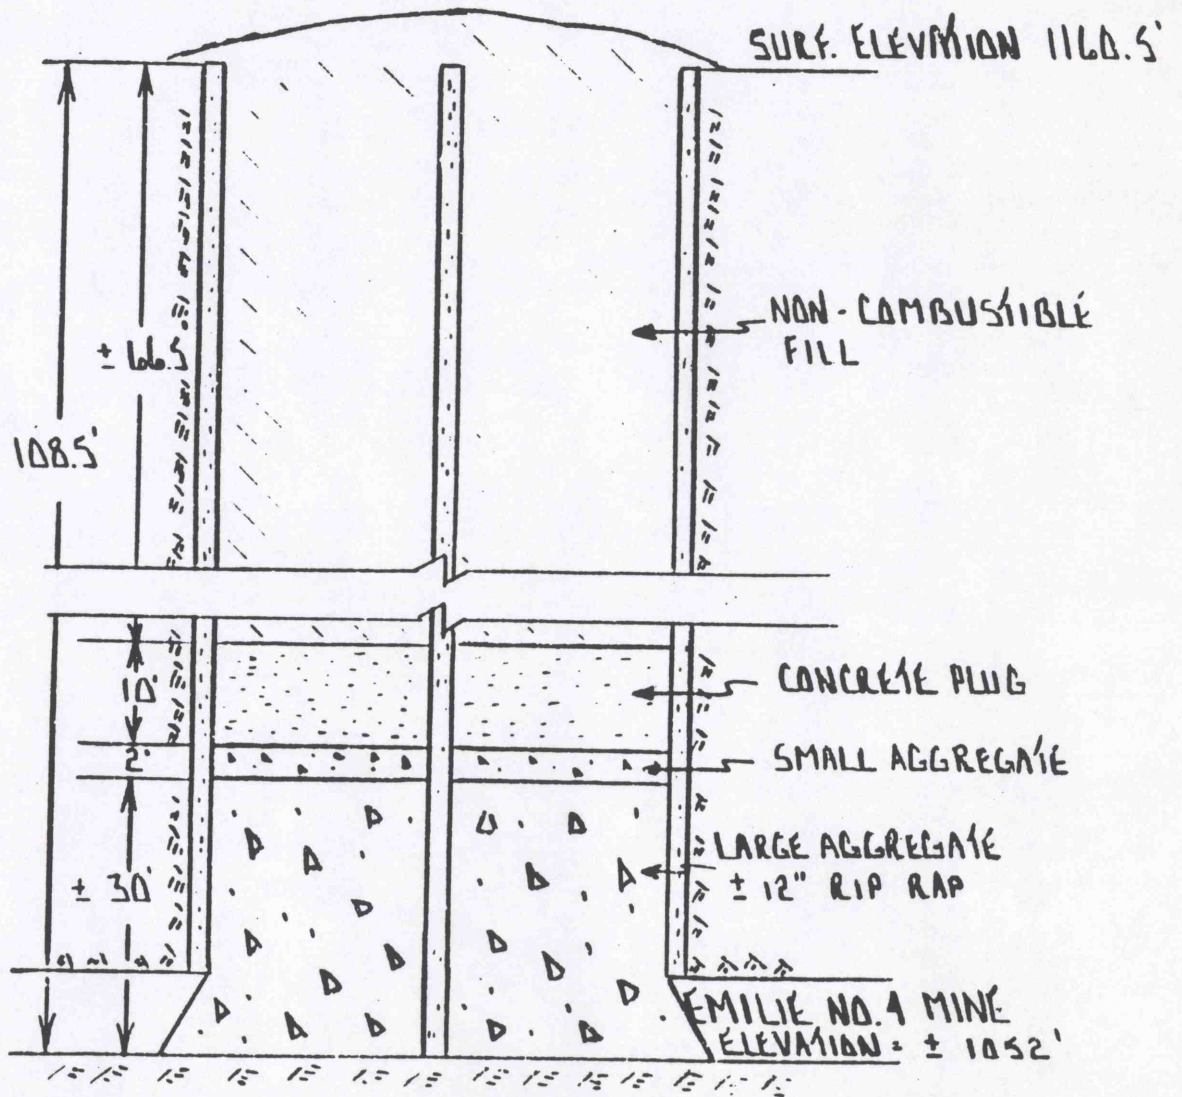 SURF. ELEVATION 1160.5'
± 66.5
NON-COMBUSTIBLE
FILL
108.5'
10'
CONCRETE PLUG
2'
SMALL AGGREGATE
LARGE AGGREGATE
± 12" RIP RAP
± 30'
EMILIE NO. 4 MINE
ELEVATION = ± 1052'